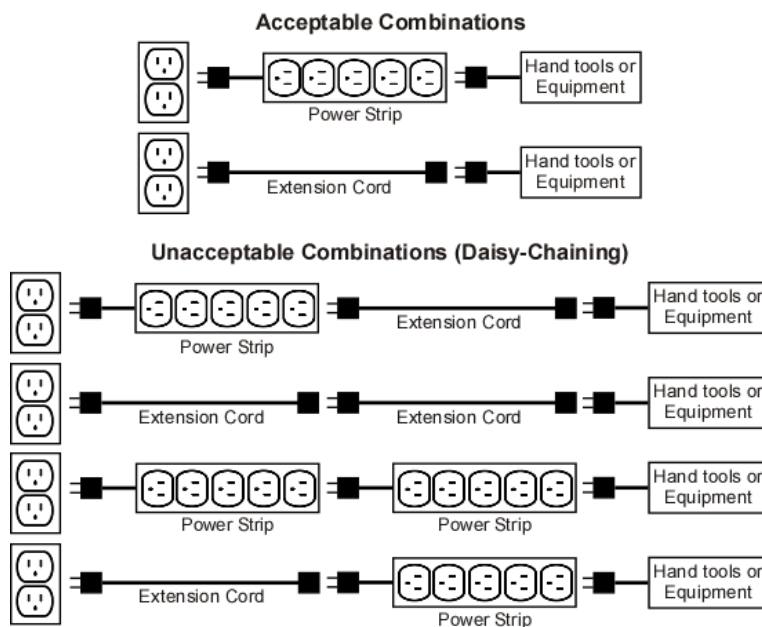 Acceptable Combinations
Hand tools or
Equipment
Power Strip
Hand tools or
Equipment
Extension Cord
Unacceptable Combinations (Daisy-Chaining)
Hand tools or
Equipment
Power Strip
Extension Cord
Hand tools or
Equipment
Extension Cord
Extension Cord
Hand tools or
Equipment
Power Strip
Power Strip
Hand tools or
Equipment
Extension Cord
Power Strip